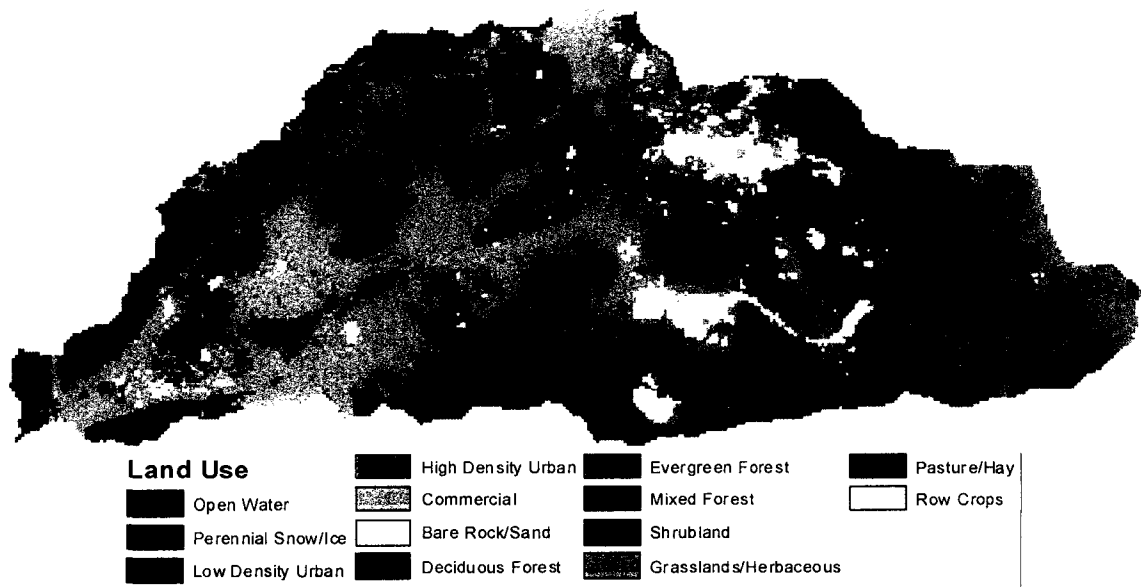 Land Use
Open Water
Perennial Snow/Ice
Low Density Urban
High Density Urban
Commercial
Bare Rock/Sand
Deciduous Forest
Evergreen Forest
Mixed Forest
Shrubland
Grasslands/Herbaceous
Pasture/Hay
Row Crops